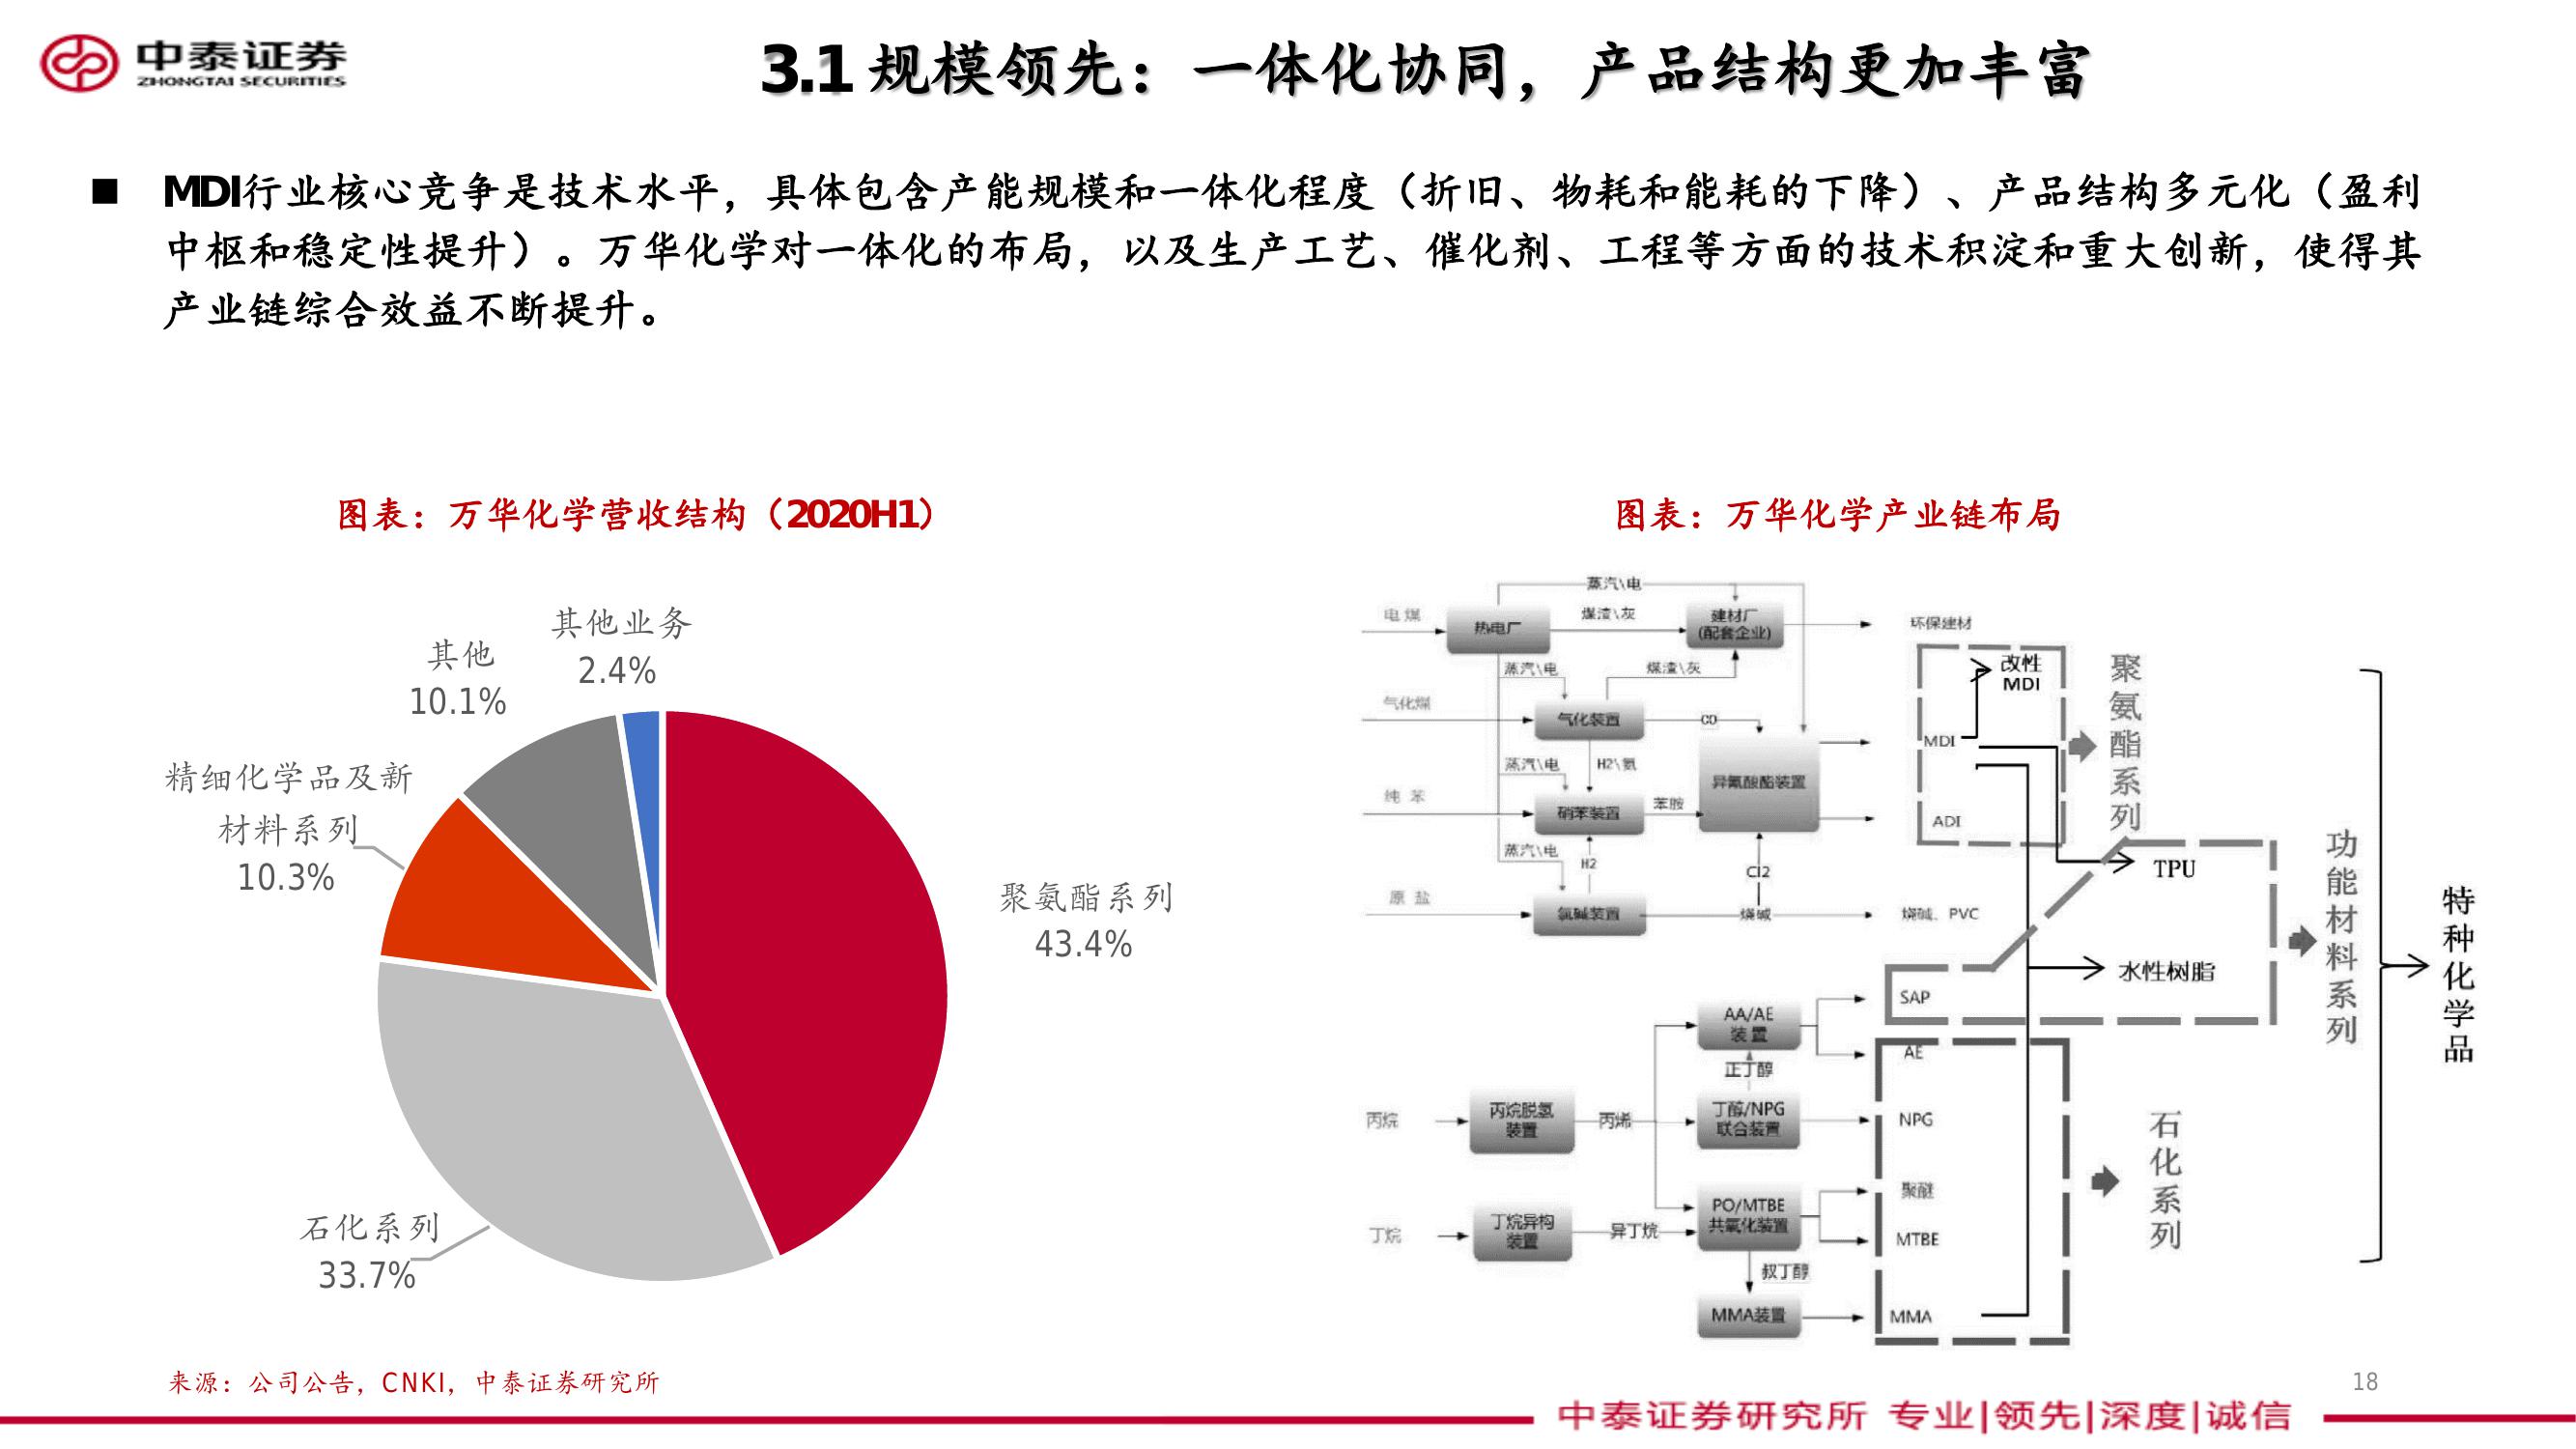 中泰证券
ZHONGTAI SECURITIES
3.1 规模领先：一体化协同，产品结构更加丰富
■ MDI行业核心竞争是技术水平，具体包含产能规模和一体化程度（折旧、物耗和能耗的下降）、产品结构多元化（盈利
中枢和稳定性提升）。万华化学对一体化的布局，以及生产工艺、催化剂、工程等方面的技术积淀和重大创新，使得其
产业链综合效益不断提升。
图表：万华化学营收结构（2020H1）
其他业务
2.4%
其他
10.1%
精细化学品及新
材料系列
10.3%
聚氨酯系列
43.4%
石化系列
33.7%
图表：万华化学产业链布局
蒸汽\电
电 煤
热电厂
煤渣\灰
建材厂
(配套企业)
环保建材
蒸汽\电
煤渣\灰
改性
MDI
气化煤
气化装置
CO
MDI
聚氨酯系列
蒸汽\电
H2\氨
异氰酸酯装置
纯 苯
硝苯装置
苯胺
ADI
蒸汽\电
H2
Cl2
TPU
原 盐
氯碱装置
烧碱
烧碱、PVC
水性树脂
功能材料系列
特种化学品
SAP
AA/AE
装 置
AE
正丁醇
丙烷
丙烷脱氢
装置
丙烯
丁醇/NPG
联合装置
NPG
石化系列
聚醚
丁烷
丁烷异构
装置
异丁烷
PO/MTBE
共氧化装置
MTBE
叔丁醇
MMA装置
MMA
来源：公司公告，CNKI，中泰证券研究所
18
中泰证券研究所 专业|领先|深度|诚信